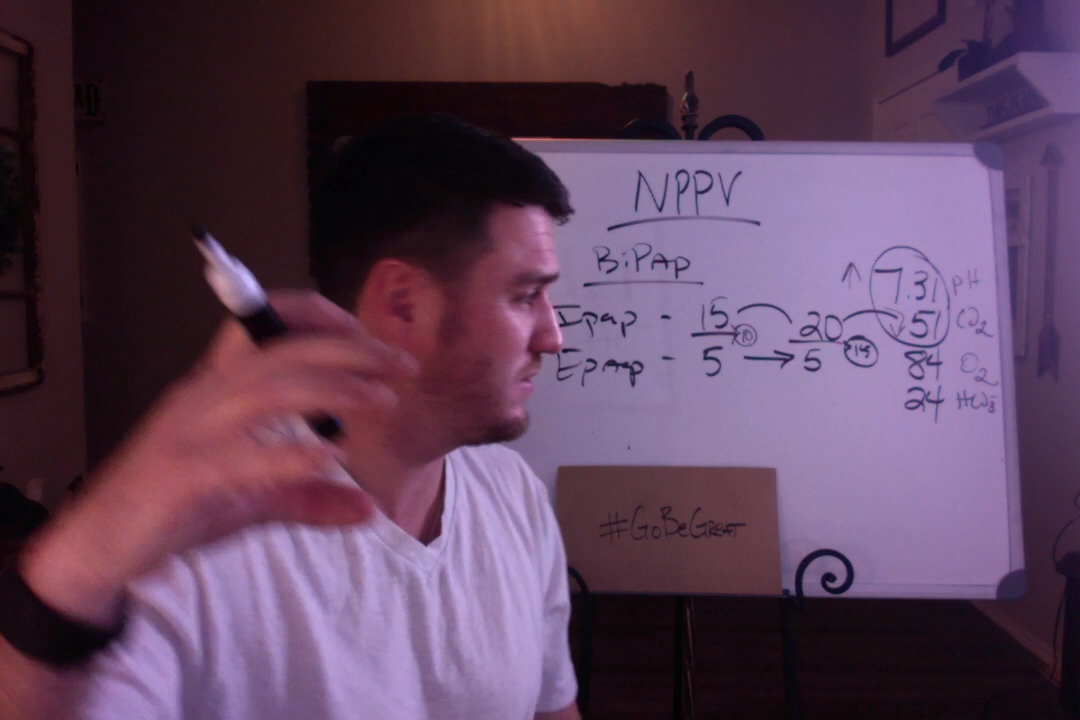 NPPV
BiPAP
Ipap - 15 20
Epap - 5 → 5
10
↑ 7.31 PH
51 CO2
84 O2
24 HCO3
#GoBeGreat